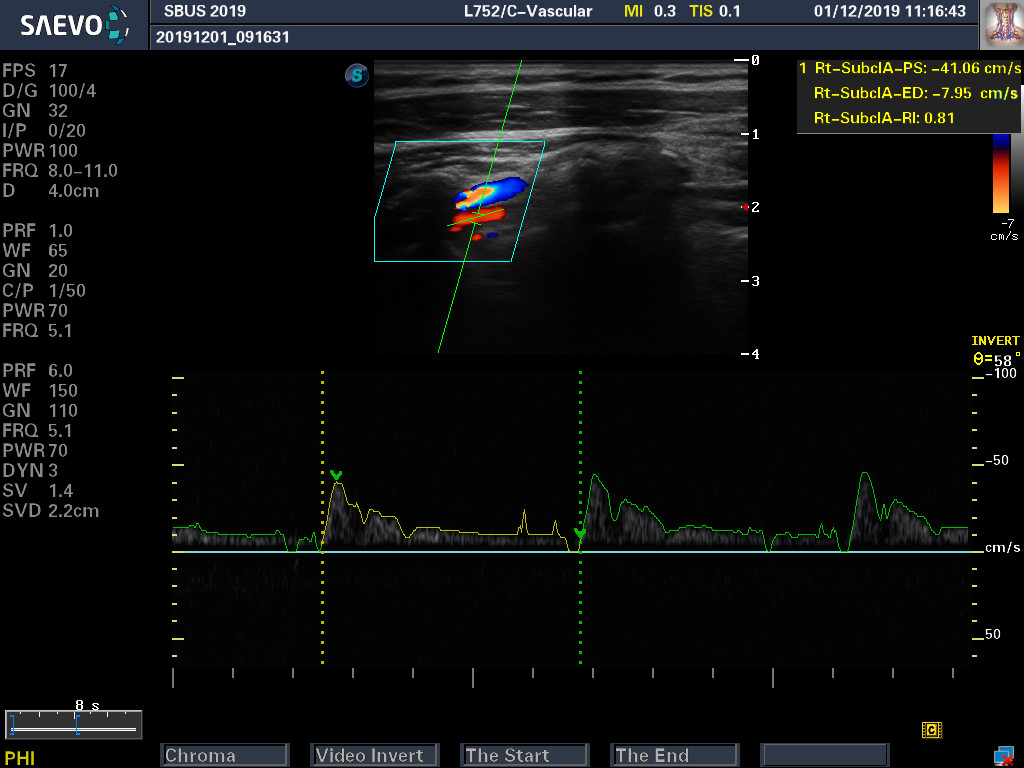 SAEVO
SBUS 2019 L752/C-Vascular MI 0.3 TIS 0.1 01/12/2019 11:16:43
20191201_091631
FPS 17
D/G 100/4
GN 32
I/P 0/20
PWR 100
FRQ 8.0-11.0
D 4.0cm
PRF 1.0
WF 65
GN 20
C/P 1/50
PWR 70
FRQ 5.1
PRF 6.0
WF 150
GN 110
FRQ 5.1
PWR 70
DYN 3
SV 1.4
SVD 2.2cm
S
0
1
2
3
4
1 Rt-SubclA-PS: -41.06 cm/s
Rt-SubclA-ED: -7.95 cm/s
Rt-SubclA-RI: 0.81
-7
cm/s
INVERT
θ=58 °
-100
-50
cm/s
50
8 s
C
PHI
Chroma Video Invert The Start The End